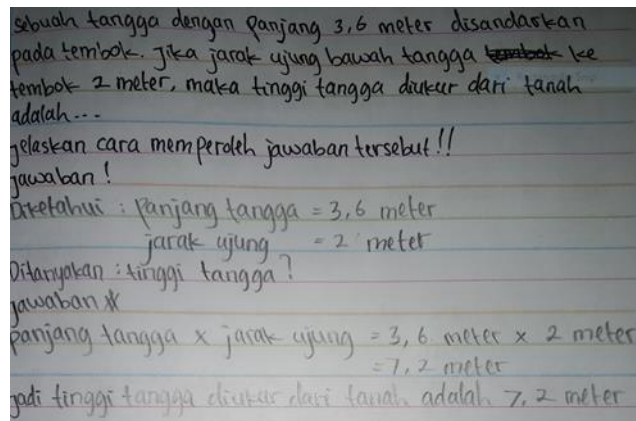 sebuah tangga dengan panjang 3,6 meter disandarkan
pada tembok. Jika jarak ujung bawah tangga tembok ke
tembok 2 meter, maka tinggi tangga diukur dari tanah
adalah...
jelaskan cara memperoleh jawaban tersebut!!
jawaban!
Diketahui : panjang tangga = 3,6 meter
jarak ujung = 2 meter
Ditanyakan : tinggi tangga?
jawaban *
panjang tangga x jarak ujung = 3,6 meter x 2 meter
= 7,2 meter
jadi tinggi tangga diukur dari tanah adalah 7,2 meter